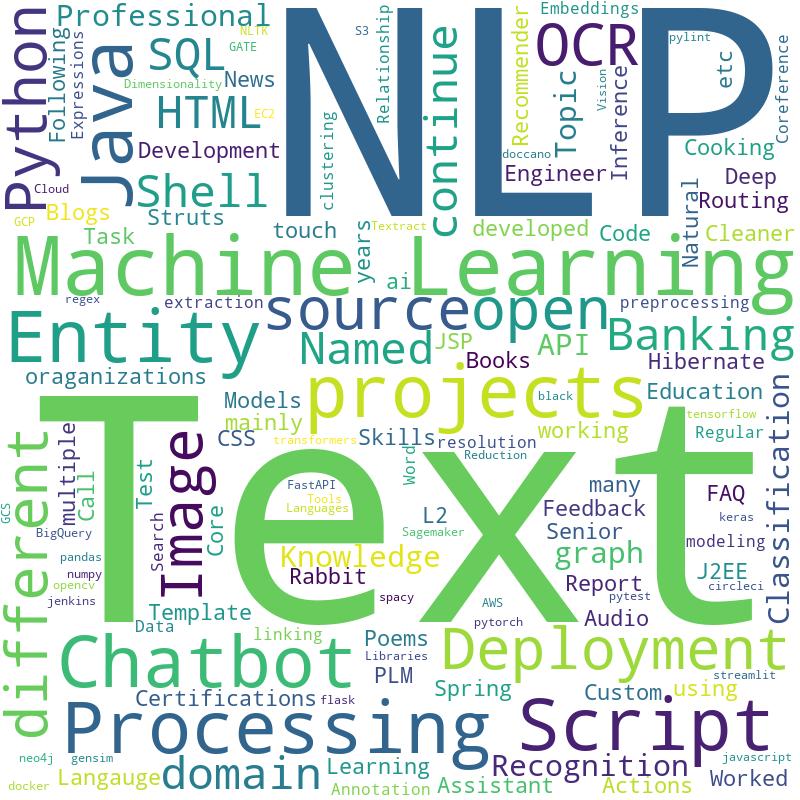 Professional
Embeddings
NLP
Python
Following
Expressions
Java
NLTK
GATE
SQL
Dimensionality
News
HTML
EC2
Development
S3
Relationship
continue
clustering
Recommender
OCR
pylint
etc
Coreference
Vision
Topic
Inference
doccano
Engineer
Cooking
Deep
Routing
Natural
Cloud
Shell
GCP
Blogs
Struts
Task
touch
years
Textract
developed
Code
Cleaner
Machine Learning
ai
regex
extraction
source
open
preprocessing
Entity
Named
JSP
API
Banking
Books
Hibernate
oraganizations
Models
projects
black
Education
mainly
tensorflow
CSS
transformers
Skills
resolution
working
Regular
Reduction
Classification
Text
different
multiple
Call
Test
Image
Core
Search
Word
FastAPI
Tools
Languages
L2
Sagemaker
many
Feedback
FAQ
Senior
keras
modeling
GCS
BigQuery
pandas
numpy
opencv
jenkins
Knowledge
Rabbit
spacy
AWS
pytorch
graph
Report
pytest
J2EE
circleci
Audio
Template
Data
linking
Poems
Libraries
Deployment
Chatbot
PLM
streamlit
Certifications
flask
Spring
Custom
using
Processing
Script
neo4j
gensim
domain
Learning
Recognition
javascript
docker
Langauge
Annotation
Assistant
Actions
Worked